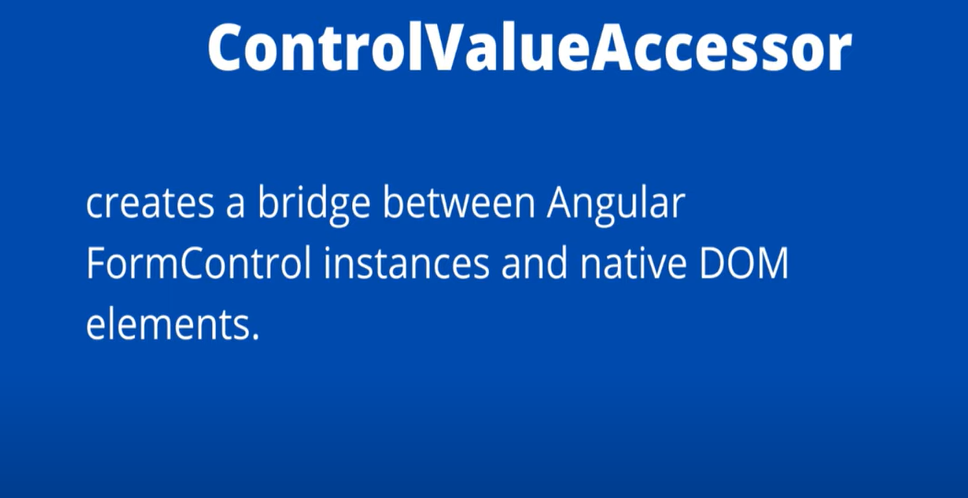 ControlValueAccessor
creates a bridge between Angular
FormControl instances and native DOM
elements.